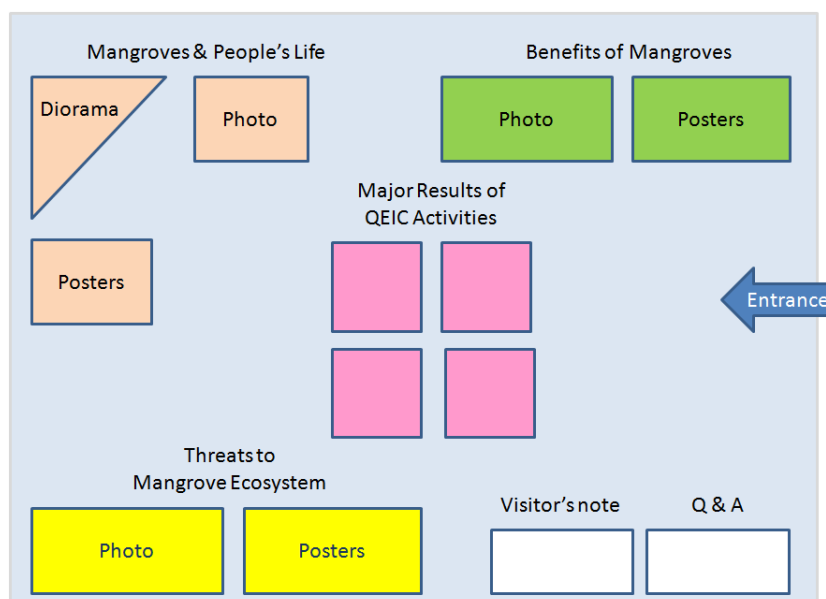 Mangroves & People's Life
Diorama
Photo
Posters
Benefits of Mangroves
Photo
Posters
Major Results of
QEIC Activities
Entrance
Threats to
Mangrove Ecosystem
Photo
Posters
Visitor's note
Q & A